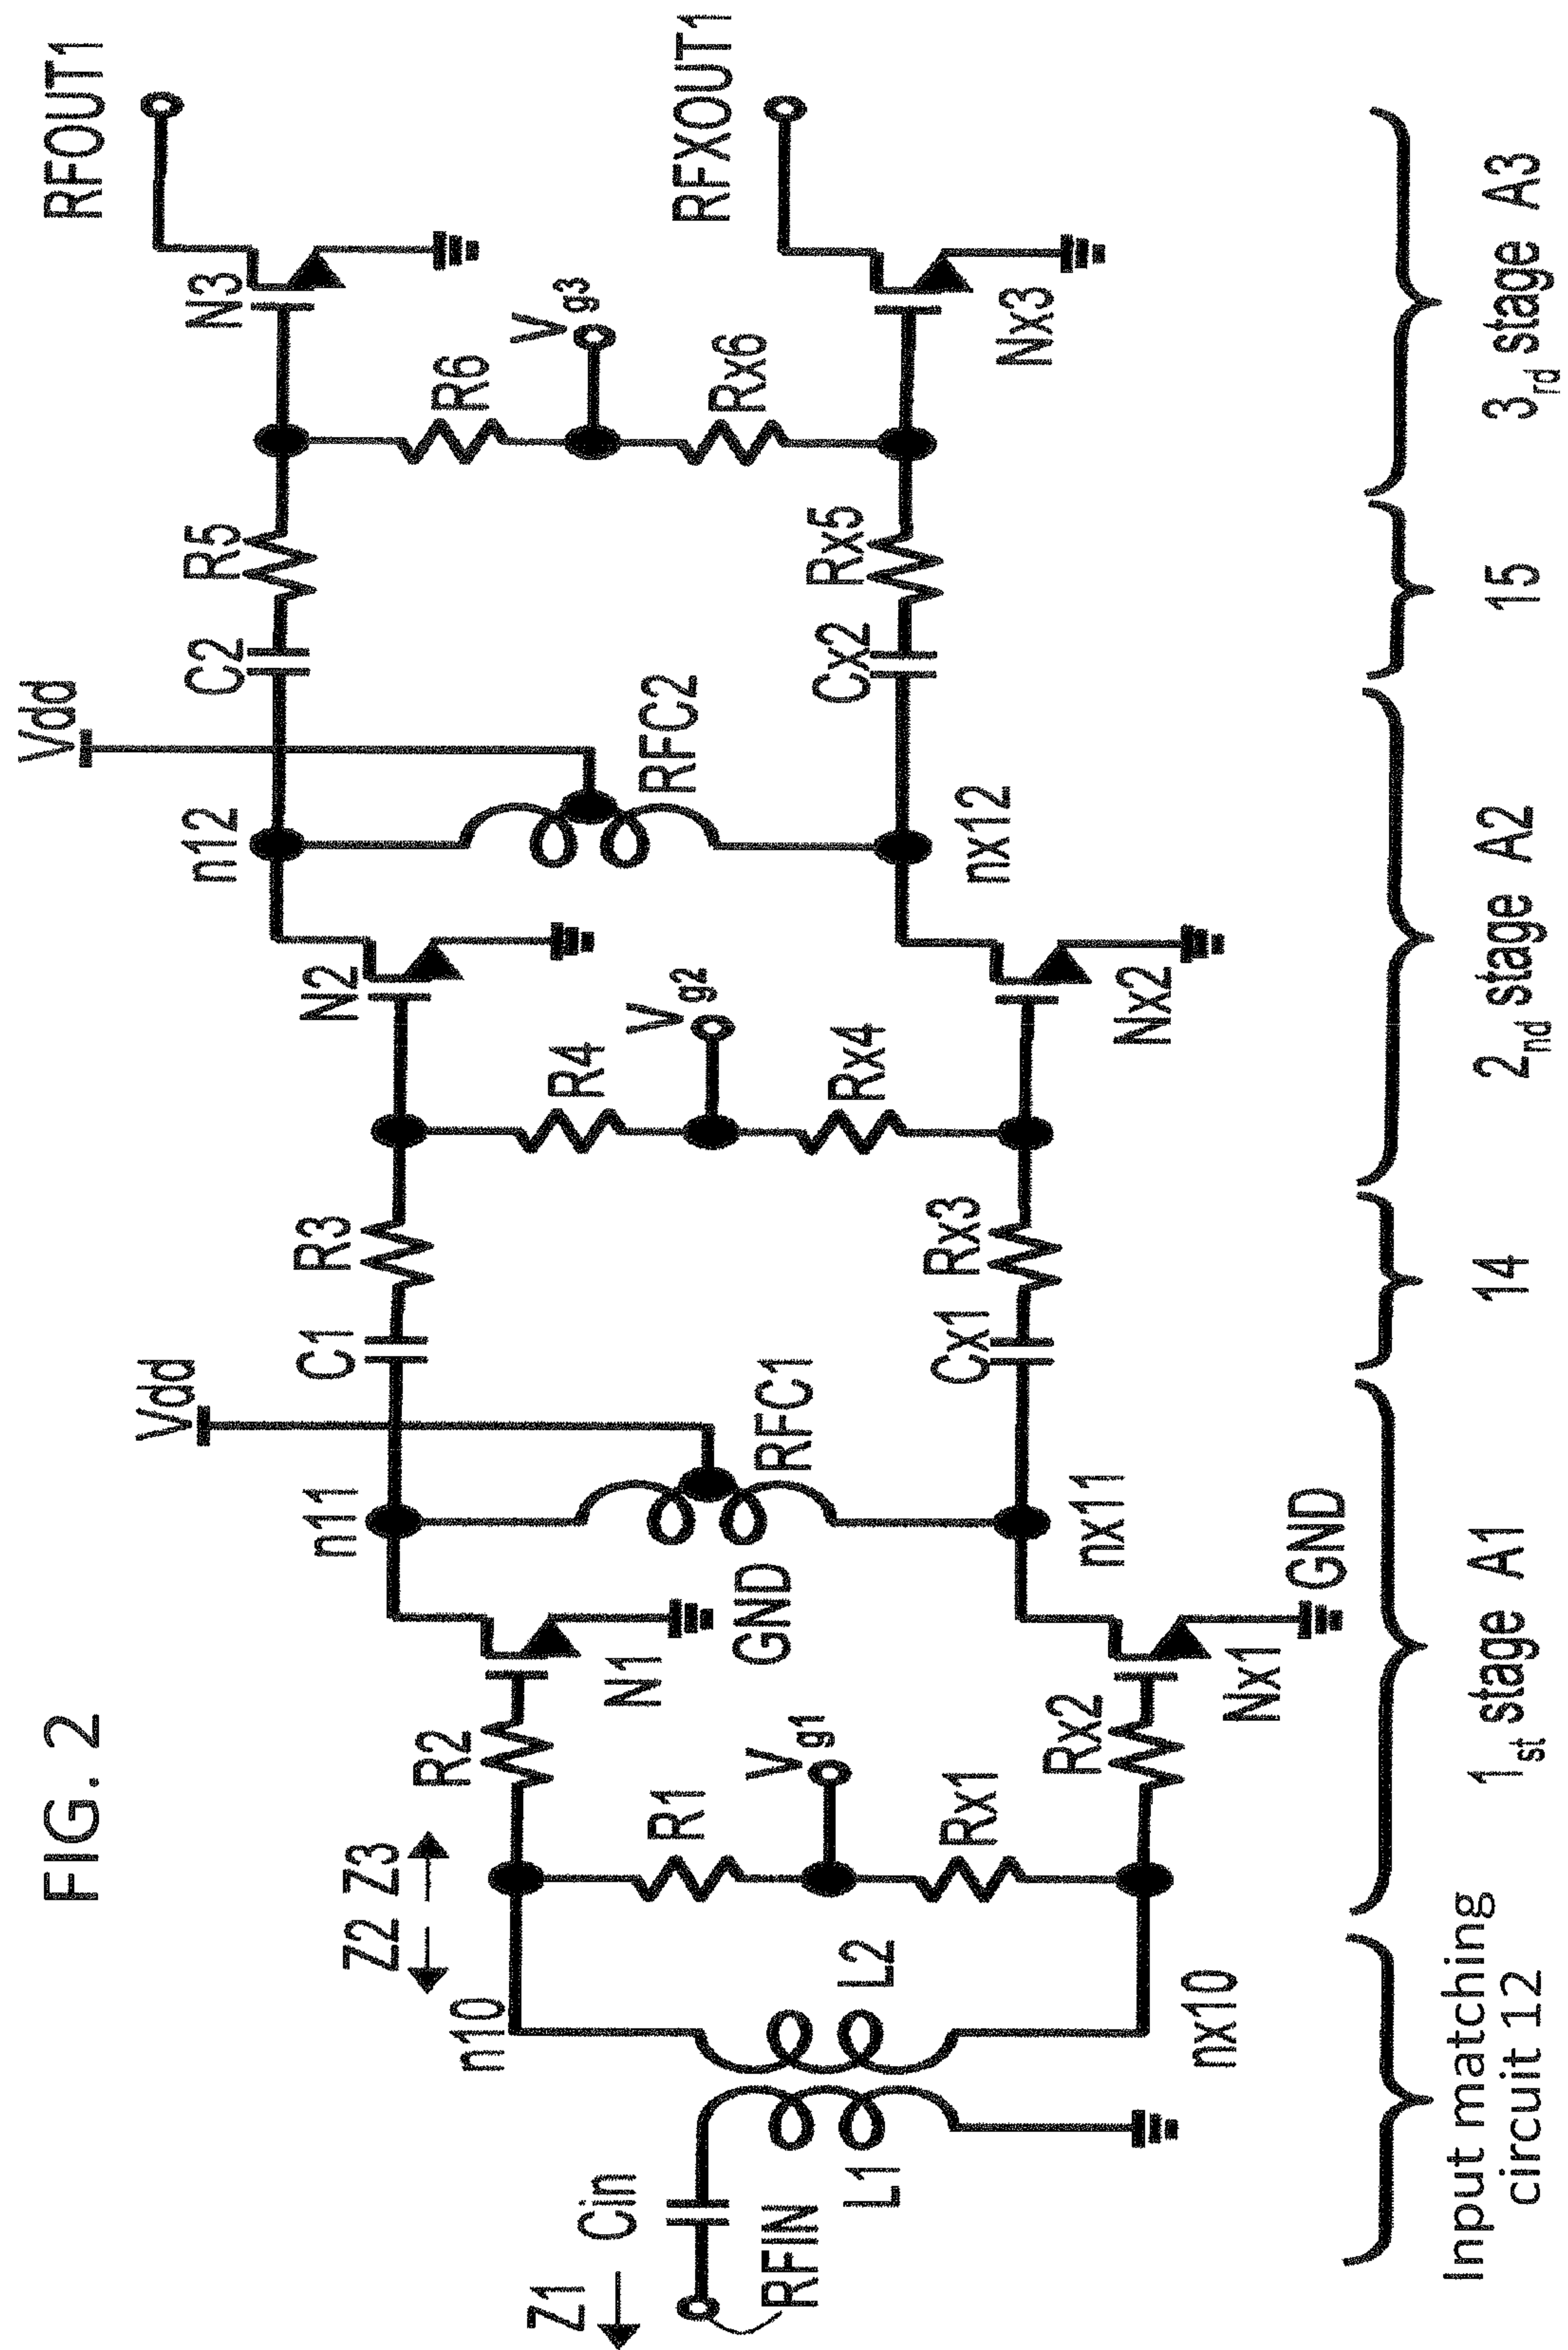 FIG. 2
Z1
Cin
RFIN
L1
L2
n10
nx10
Z2 Z3
R1
Rx1
Vg1
R2
Rx2
N1
Nx1
GND
GND
n11
nx11
Vdd
RFC1
C1
R3
Cx1
Rx3
R4
Rx4
Vg2
N2
Nx2
n12
nx12
Vdd
RFC2
C2
R5
Cx2
Rx5
R6
Rx6
Vg3
N3
Nx3
RFOUT1
RFXOUT1
Input matching
circuit 12
1st stage A1
14
2nd stage A2
15
3rd stage A3